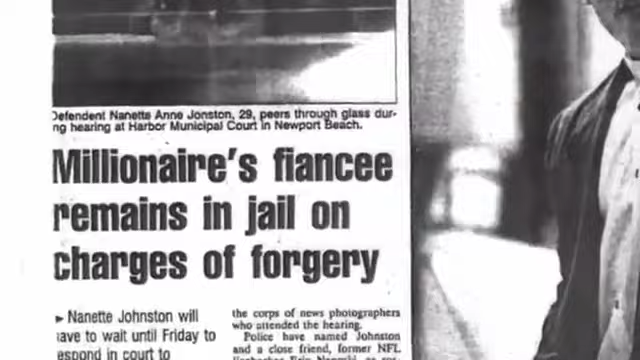 Defendent Nanette Anne Jonston, 29, peers through glass dur-
ng hearing at Harbor Municipal Court in Newport Beach.
Millionaire's fiancee
remains in jail on
charges of forgery
► Nanette Johnston will
ave to wait until Friday to
espond in court to
the corps of news photographers
who attended the hearing.
Police have named Johnston
and a close friend, former NFL